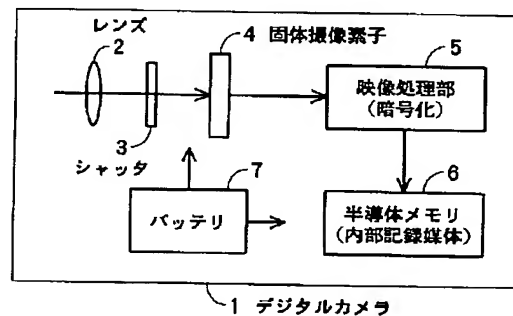 レンズ
2
4 固体撮像素子
5
映像処理部
(暗号化)
3
シャッタ
7
バッテリ
6
半導体メモリ
(内部記録媒体)
1 デジタルカメラ